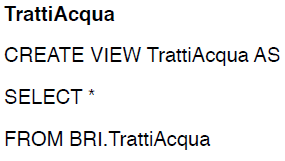 TrattiAcqua
CREATE VIEW TrattiAcqua AS
SELECT *
FROM BRI.TrattiAcqua